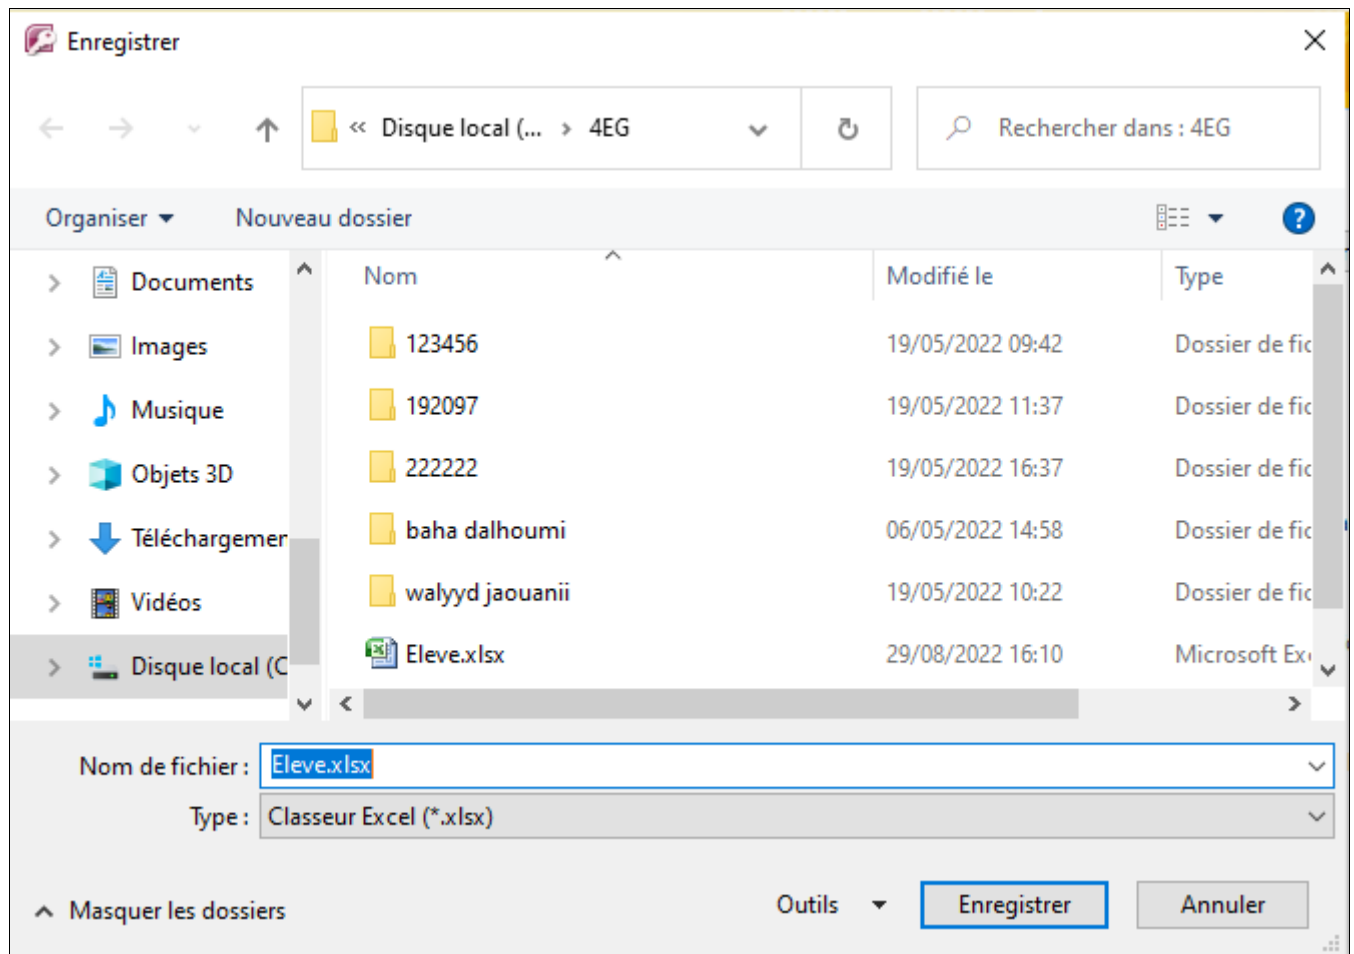 Enregistrer
« Disque local (... › 4EG
Rechercher dans : 4EG
Organiser
Nouveau dossier
Documents
Images
Musique
Objets 3D
Téléchargemen
Vidéos
Disque local (C
Nom Modifié le Type
123456 19/05/2022 09:42 Dossier de fic
192097 19/05/2022 11:37 Dossier de fic
222222 19/05/2022 16:37 Dossier de fic
baha dalhoumi 06/05/2022 14:58 Dossier de fic
walyyd jaouanii 19/05/2022 10:22 Dossier de fic
Eleve.xlsx 29/08/2022 16:10 Microsoft Ex
Nom de fichier : Eleve.xlsx
Type : Classeur Excel (*.xlsx)
Masquer les dossiers
Outils
Enregistrer
Annuler